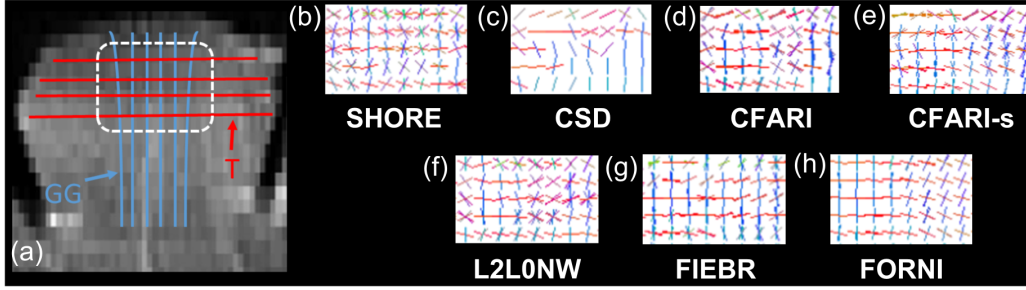 (a)
GG
T
(b)
SHORE
(c)
CSD
(d)
CFARI
(e)
CFARI-s
(f)
L2L0NW
(g)
FIEBR
(h)
FORNI